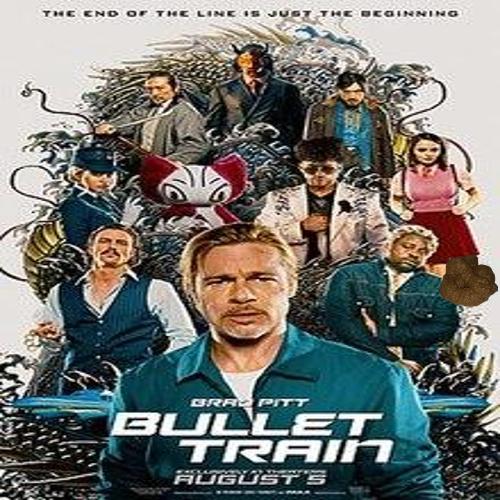 THE END OF THE LINE IS JUST THE BEGINNING
BRAD PITT
BULLET
TRAIN
EXCLUSIVELY IN THEATERS
AUGUST 5